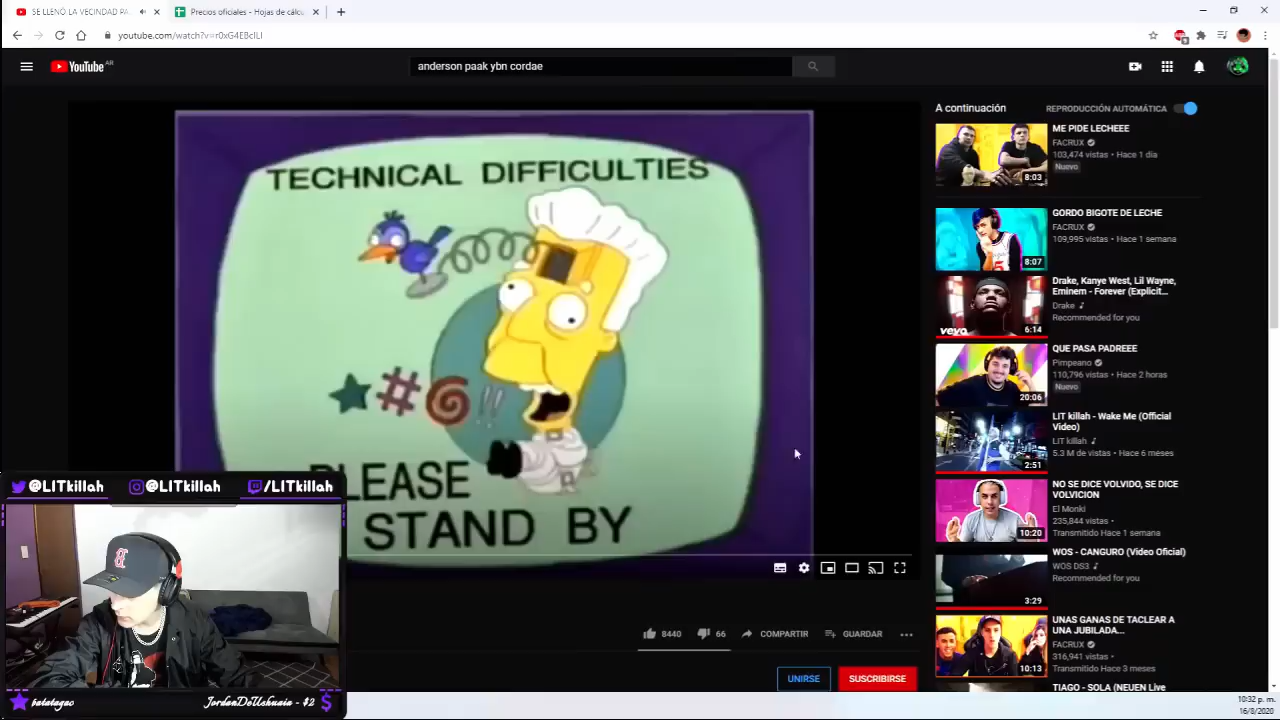 SE LLENÓ LA VECINDAD PA
Precios oficiales - Hojas de cálcu
youtube.com/watch?v=r0xG4EBcILI
YouTube AR
anderson paak ybn cordae
TECHNICAL DIFFICULTIES
PLEASE
STAND BY
A continuación
REPRODUCCIÓN AUTOMÁTICA
ME PIDE LECHEEE
FACRUX
103,474 vistas • Hace 1 día
Nuevo
8:03
GORDO BIGOTE DE LECHE
FACRUX
109,995 vistas • Hace 1 semana
8:07
Drake, Kanye West, Lil Wayne,
Eminem - Forever (Explicit...
Drake
Recommended for you
vevo
6:14
QUE PASA PADREEE
Pimpeano
110,796 vistas • Hace 2 horas
Nuevo
20:06
LIT killah - Wake Me (Official
Video)
LIT killah
5.3 M de vistas • Hace 6 meses
2:51
NO SE DICE VOLVIDO, SE DICE
VOLVICION
El Monki
235,844 vistas •
Transmitido Hace 1 semana
10:20
WOS - CANGURO (Video Oficial)
WOS DS3
Recommended for you
3:29
UNAS GANAS DE TACLEAR A
UNA JUBILADA...
FACRUX
316,941 vistas •
Transmitido Hace 3 meses
10:13
TIAGO - SOLA (NEUEN Live
8440
66
COMPARTIR
GUARDAR
UNIRSE
SUSCRIBIRSE
@LITkillah
@LITkillah
/LITkillah
batatagac
JordanDeUshuaia - $2
10:32 p. m.
16/8/2020